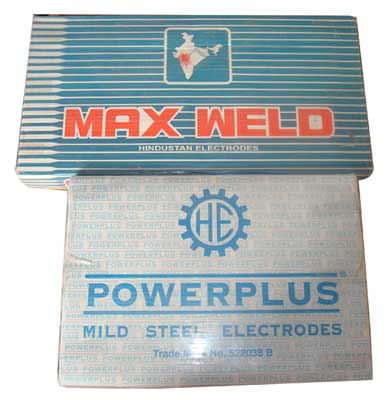 MAX WELD
HINDUSTAN ELECTRODES
HE
POWERPLUS
MILD STEEL ELECTRODES
Trade Mark No. 522038 B